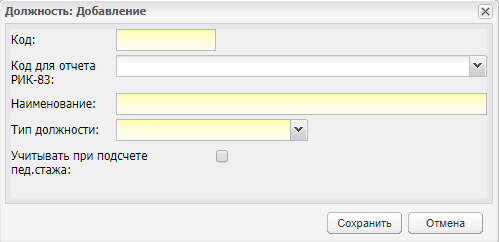 Должность: Добавление
Код:
Код для отчета
РИК-83:
Наименование:
Тип должности:
Учитывать при подсчете
пед.стажа:
Сохранить Отмена